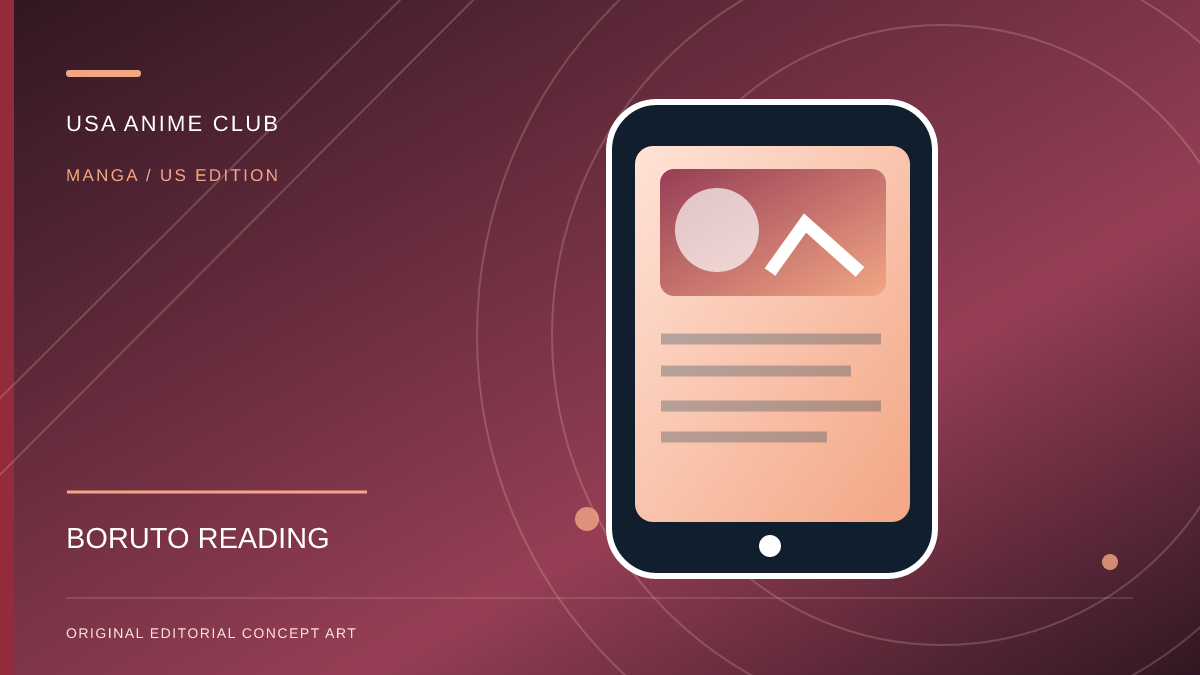 USA ANIME CLUB
MANGA / US EDITION
BORUTO READING
ORIGINAL EDITORIAL CONCEPT ART